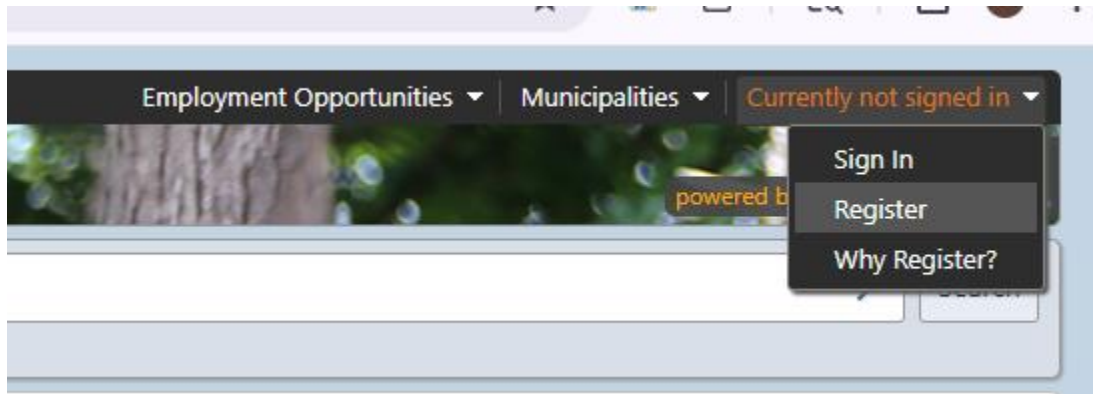 Employment Opportunities Municipalities Currently not signed in
Sign In
powered b
Register
Why Register?